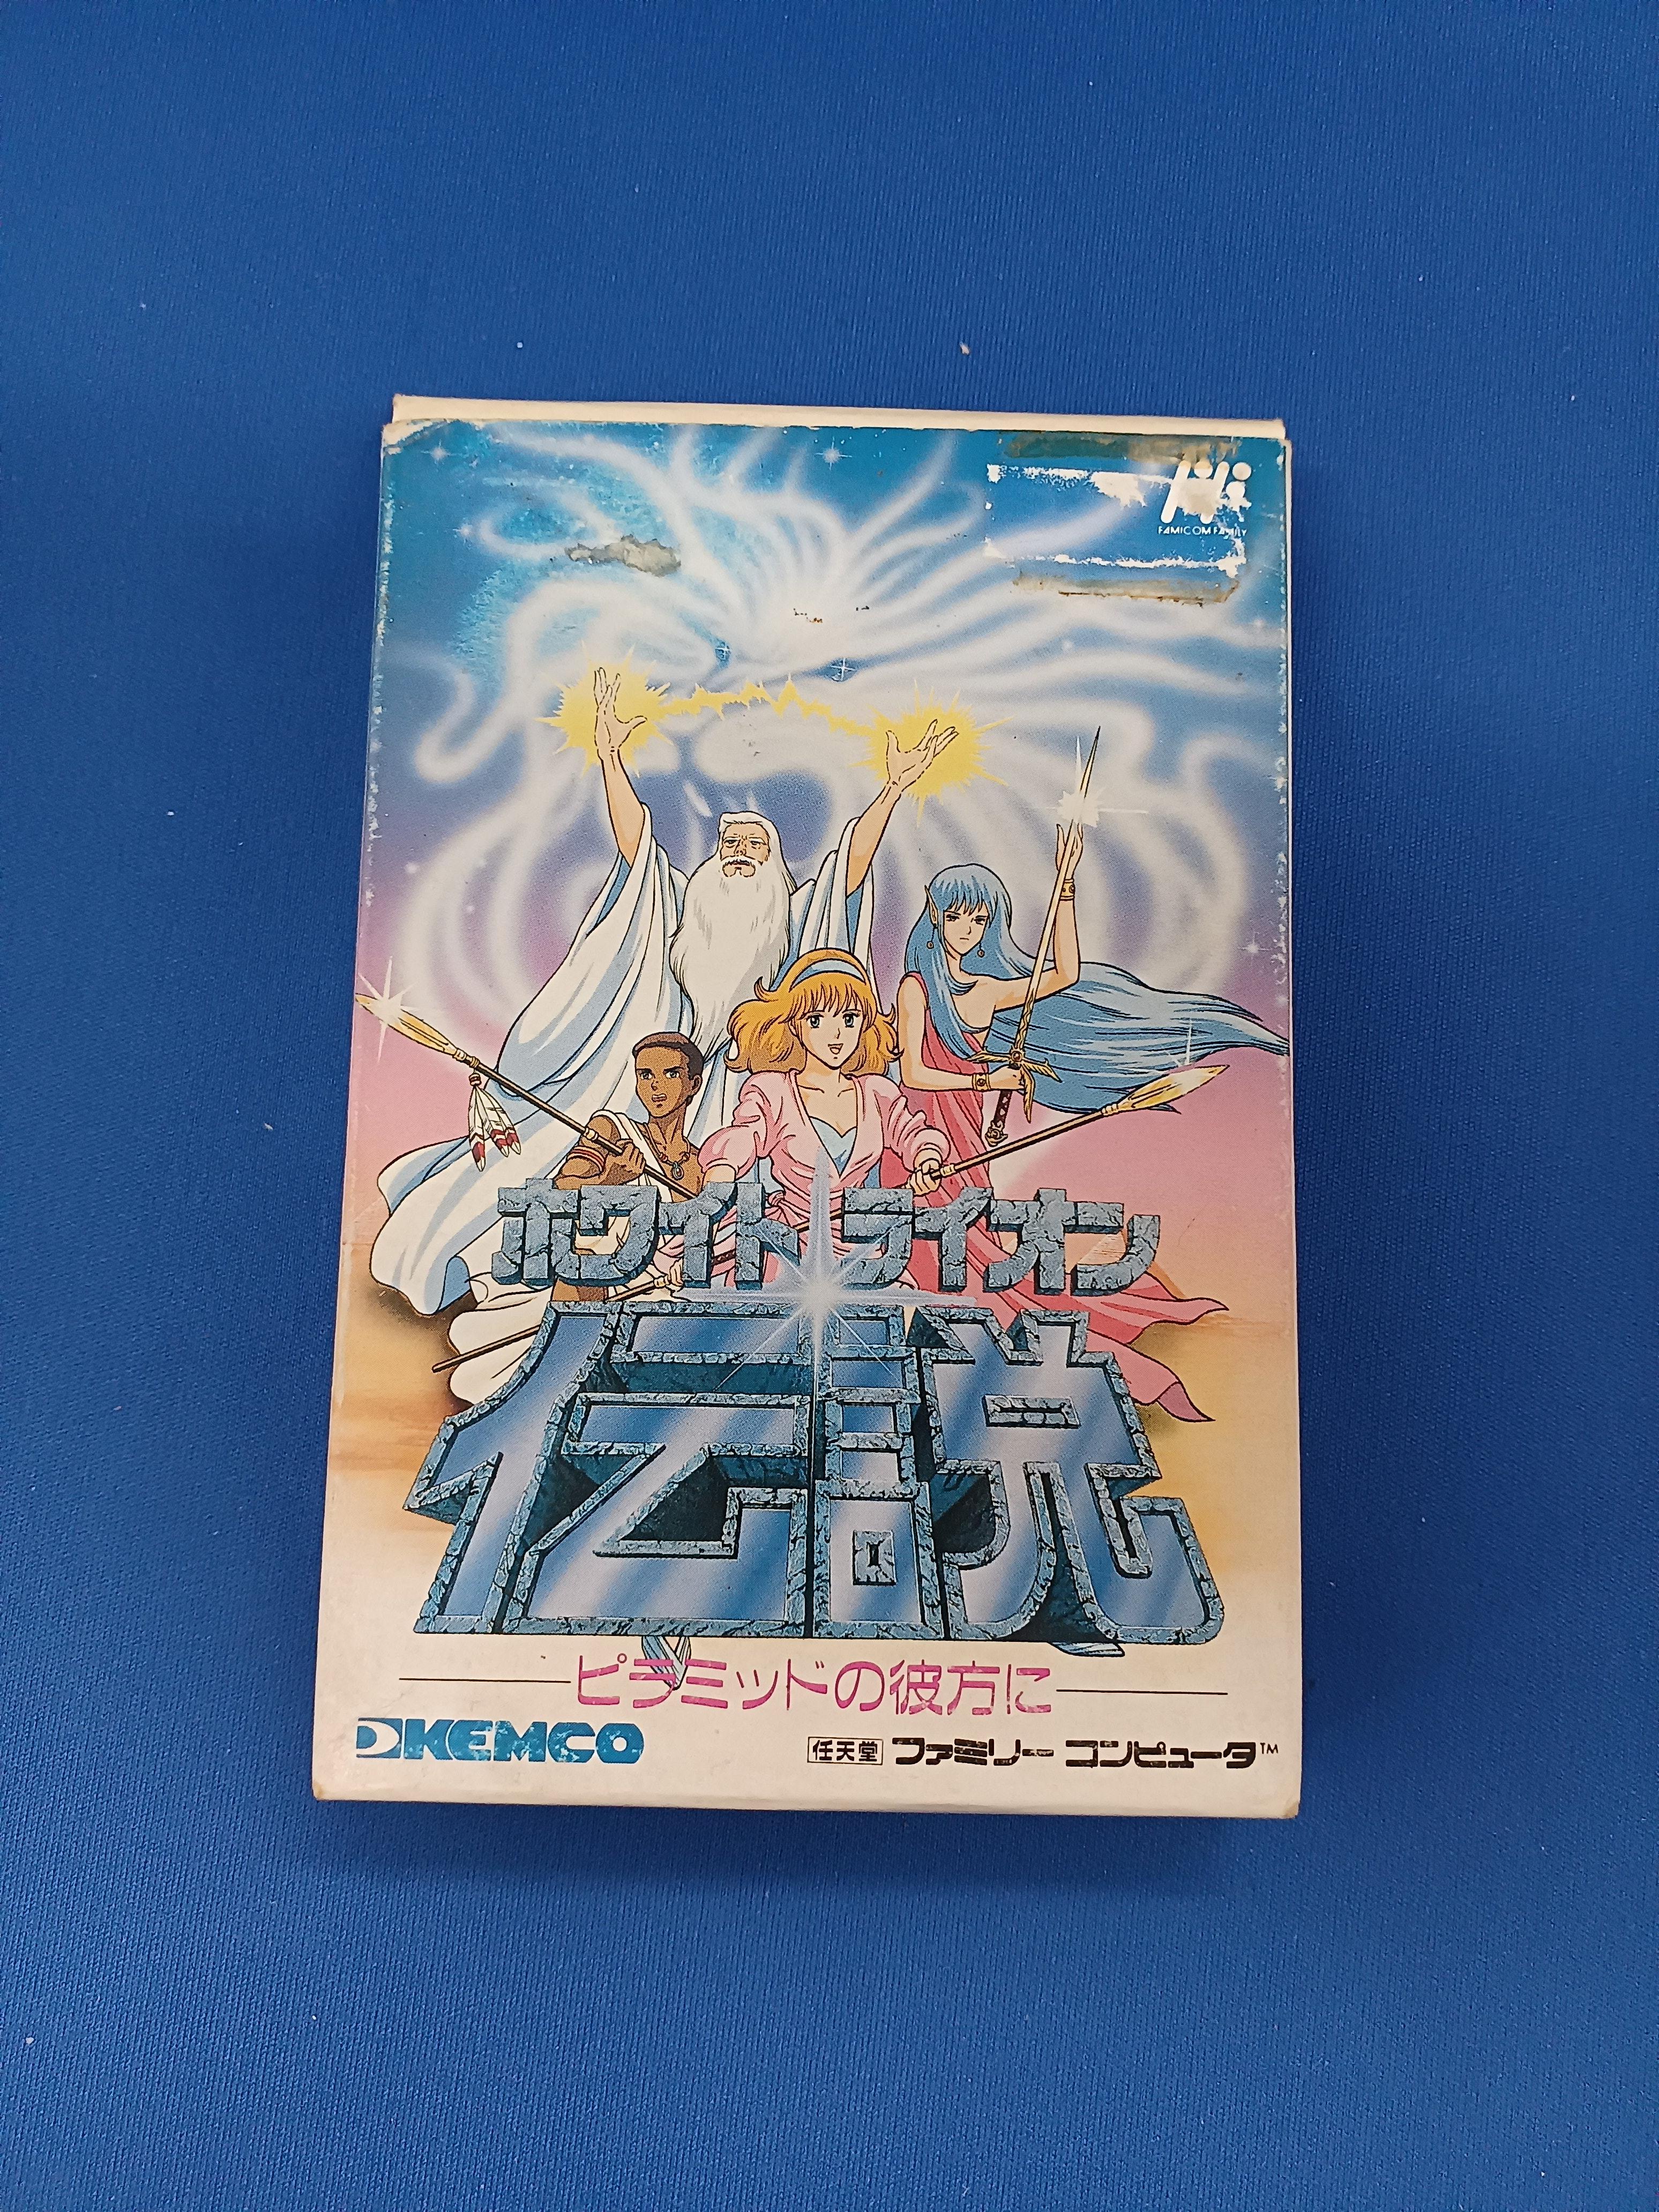 FAMICOM FAMILY
ホワイトライオン
伝説
ピラミッドの彼方に
KEMCO
任天堂 ファミリー コンピュータ™